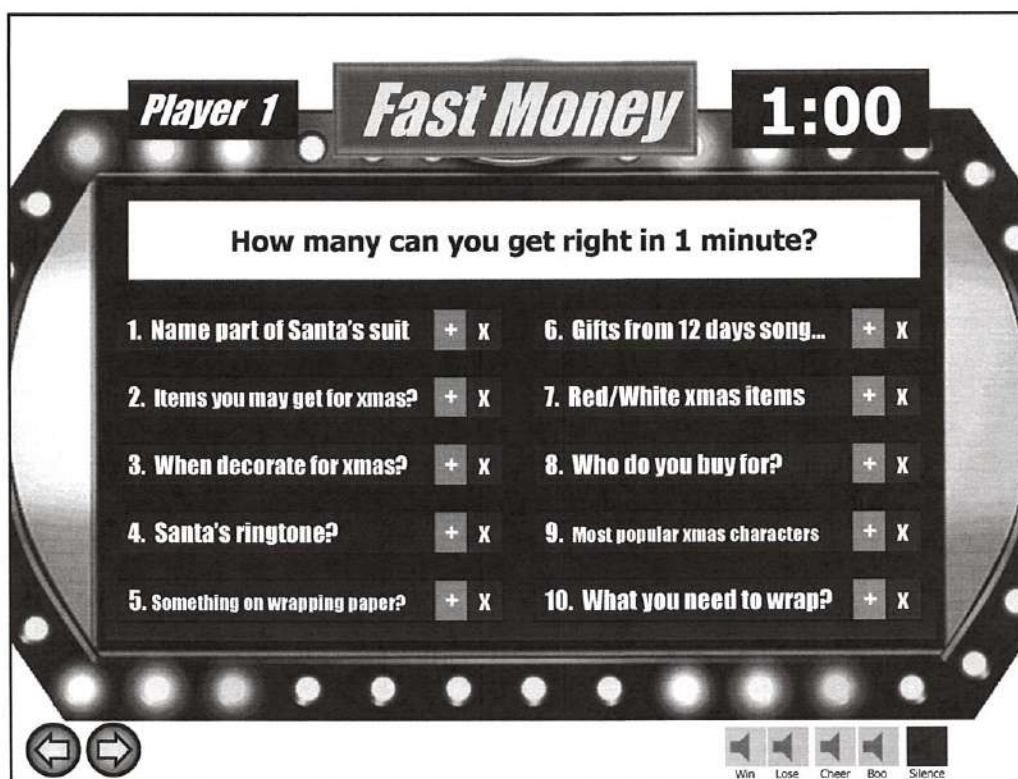 Player 1
Fast Money
1:00
How many can you get right in 1 minute?
1. Name part of Santa's suit + X
2. Items you may get for xmas? + X
3. When decorate for xmas? + X
4. Santa's ringtone? + X
5. Something on wrapping paper? + X
6. Gifts from 12 days song... + X
7. Red/White xmas items + X
8. Who do you buy for? + X
9. Most popular xmas characters + X
10. What you need to wrap? + X
Win Lose Cheer Boo Silence